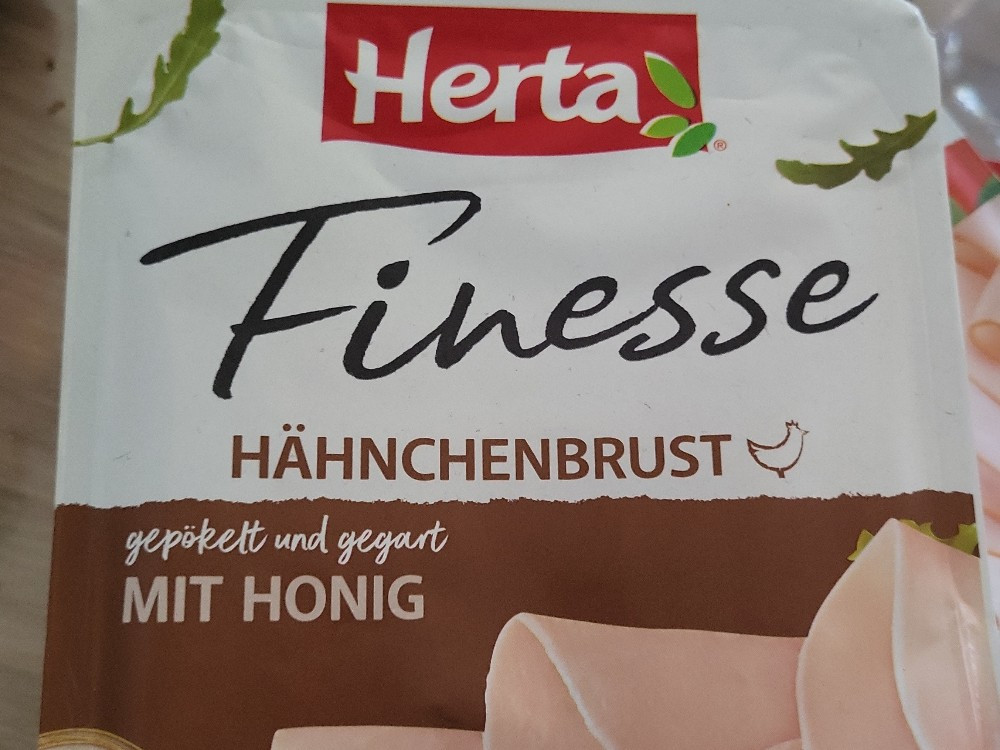 Herta
®
Finesse
HÄHNCHENBRUST
gepökelt und gegart
MIT HONIG